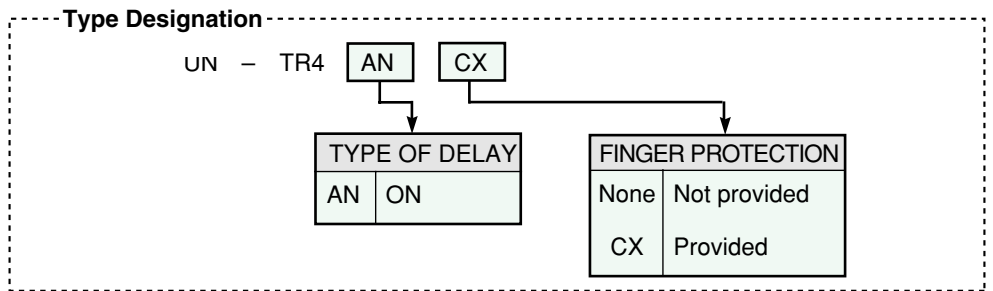 Type Designation
UN – TR4 AN CX
TYPE OF DELAY
AN ON
FINGER PROTECTION
None Not provided
CX Provided